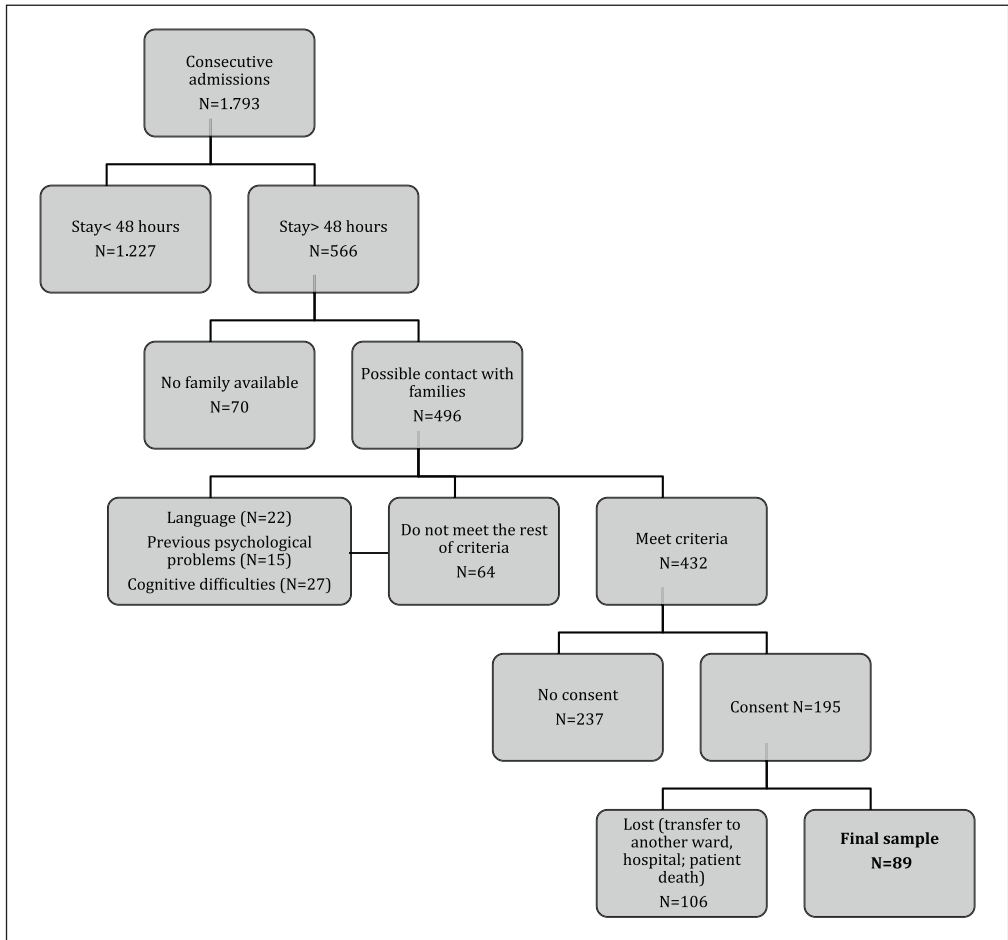 Consecutive
admissions
N=1.793
Stay< 48 hours
N=1.227
Stay> 48 hours
N=566
No family available
N=70
Possible contact with
families
N=496
Language (N=22)
Previous psychological
problems (N=15)
Cognitive difficulties (N=27)
Do not meet the rest
of criteria
N=64
Meet criteria
N=432
No consent
N=237
Consent N=195
Lost (transfer to
another ward,
hospital; patient
death)
N=106
Final sample
N=89